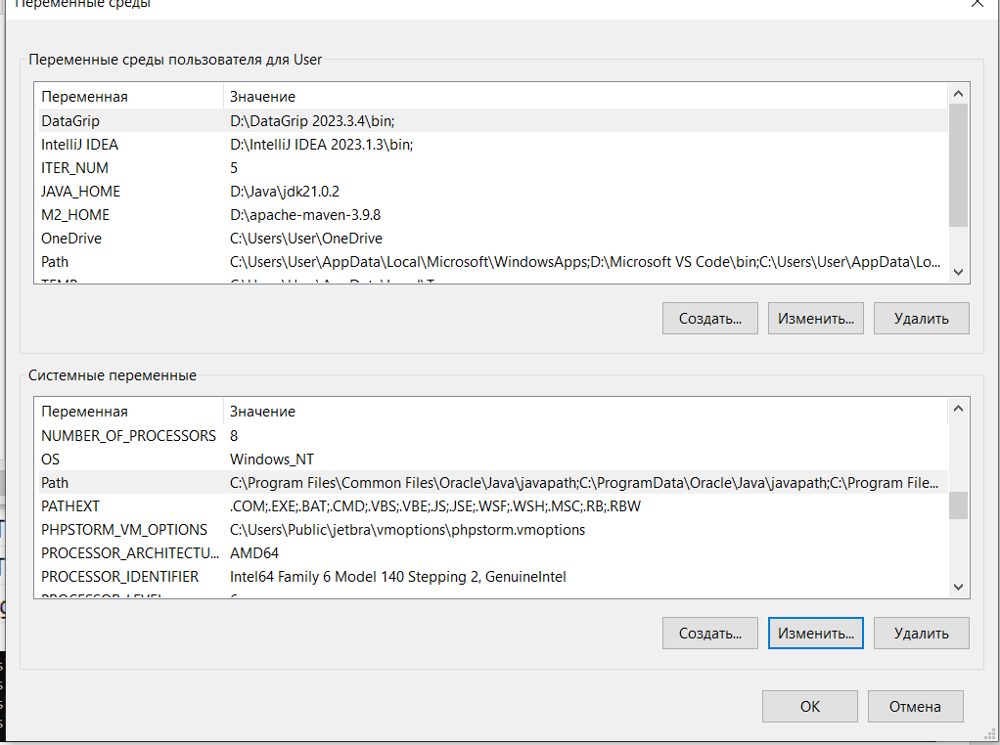 Переменные среды
Переменные среды пользователя для User
Переменная Значение
DataGrip D:\DataGrip 2023.3.4\bin;
IntelliJ IDEA D:\IntelliJ IDEA 2023.1.3\bin;
ITER_NUM 5
JAVA_HOME D:\Java\jdk21.0.2
M2_HOME D:\apache-maven-3.9.8
OneDrive C:\Users\User\OneDrive
Path C:\Users\User\AppData\Local\Microsoft\WindowsApps;D:\Microsoft VS Code\bin;C:\Users\User\AppData\Lo...
Создать... Изменить... Удалить
Системные переменные
Переменная Значение
NUMBER_OF_PROCESSORS 8
OS Windows_NT
Path C:\Program Files\Common Files\Oracle\Java\javapath;C:\ProgramData\Oracle\Java\javapath;C:\Program File...
PATHEXT .COM;.EXE;.BAT;.CMD;.VBS;.VBE;.JS;.JSE;.WSF;.WSH;.MSC;.RB;.RBW
PHPSTORM_VM_OPTIONS C:\Users\Public\jetbra\vmoptions\phpstorm.vmoptions
PROCESSOR_ARCHITECTU... AMD64
PROCESSOR_IDENTIFIER Intel64 Family 6 Model 140 Stepping 2, GenuineIntel
Создать... Изменить... Удалить
ОК Отмена